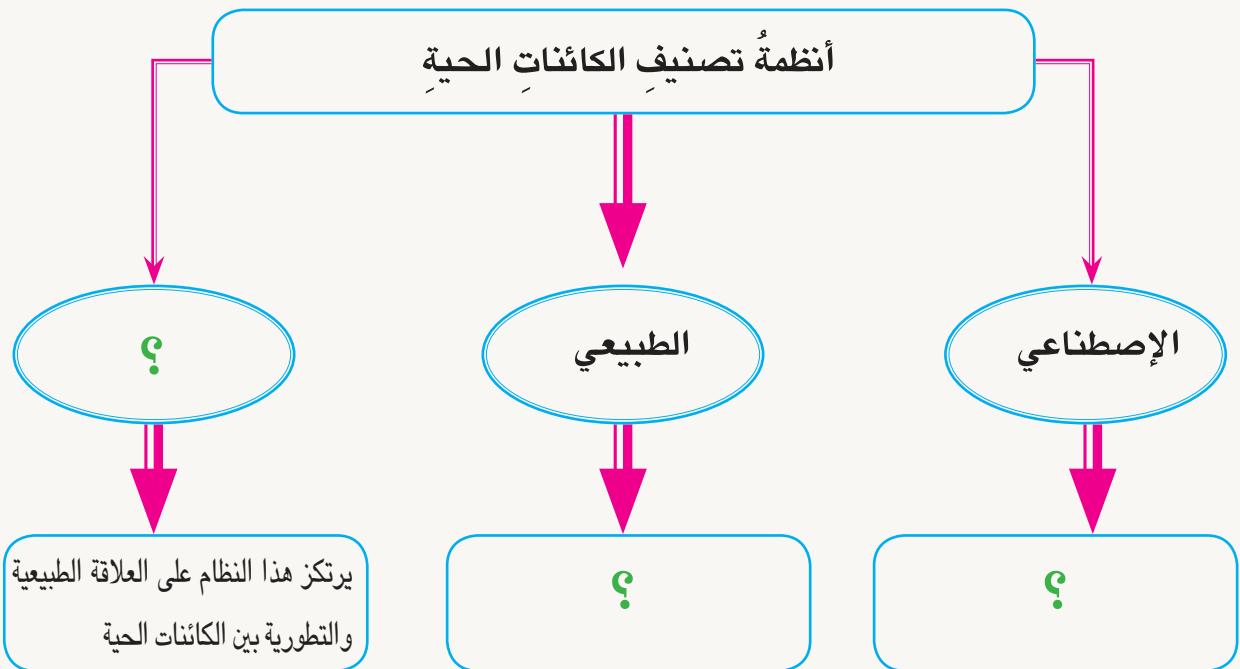 أنظمةُ تصنيفِ الكائناتِ الحيةِ
الإصطناعي
الطبيعي
؟
؟
؟
يرتكز هذا النظام على العلاقة الطبيعية
والتطورية بين الكائنات الحية